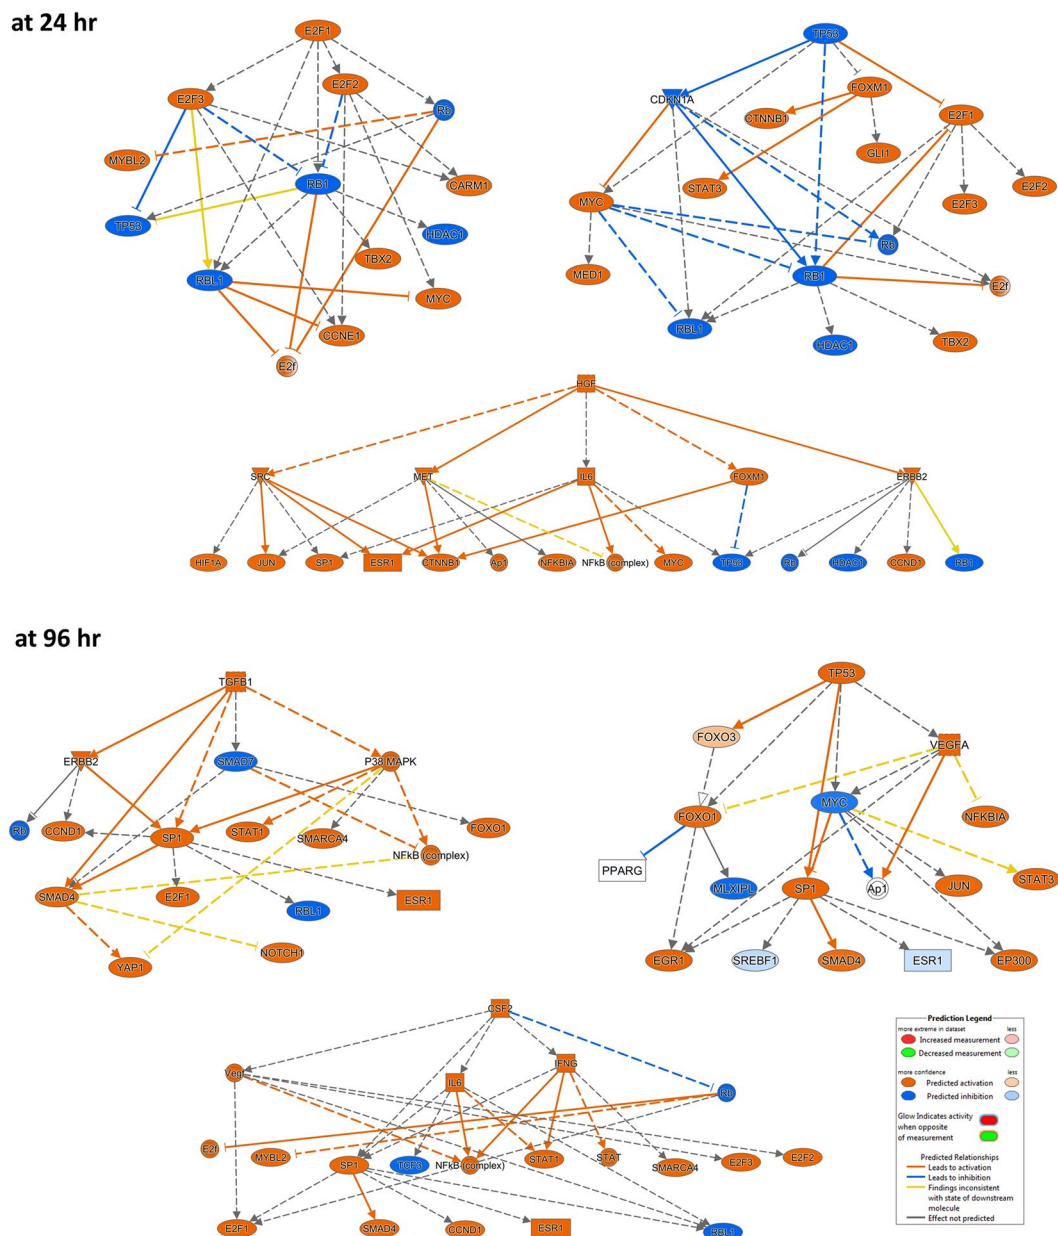 at 24 hr
E2F1
E2F3
E2F2
Rb
MYBL2
RB1
CARM1
TP53
HDAC1
TBX2
RBL1
MYC
CCNE1
E2f
TP53
CDKN1A
FOXM1
CTNNB1
E2F1
GLI1
STAT3
E2F2
MYC
E2F3
Rb
MED1
RB1
E2f
RBL1
HDAC1
TBX2
HGF
SRC
MET
IL6
FOXM1
ERBB2
HIF1A
JUN
SP1
ESR1
CTNNB1
Ap1
NFKBIA
NFkB (complex)
MYC
TP53
Rb
HDAC1
CCND1
RB1
at 96 hr
TGFB1
ERBB2
SMAD7
P38 MAPK
Rb
CCND1
SP1
STAT1
SMARCA4
FOXO1
NFkB (complex)
SMAD4
E2F1
RBL1
ESR1
NOTCH1
YAP1
TP53
FOXO3
VEGFA
FOXO1
MYC
NFKBIA
PPARG
MLXIPL
SP1
Ap1
JUN
STAT3
EGR1
SREBF1
SMAD4
ESR1
EP300
CSF2
Vegf
IL6
IFNG
Rb
E2f
MYBL2
SP1
TCF3
NFkB (complex)
STAT1
STAT
SMARCA4
E2F3
E2F2
E2F1
SMAD4
CCND1
ESR1
RBL1
Prediction Legend
more extreme in dataset less
Increased measurement
Decreased measurement
more confidence less
Predicted activation
Predicted inhibition
Glow Indicates activity
when opposite
of measurement
Predicted Relationships
Leads to activation
Leads to inhibition
Findings inconsistent
with state of downstream
molecule
Effect not predicted